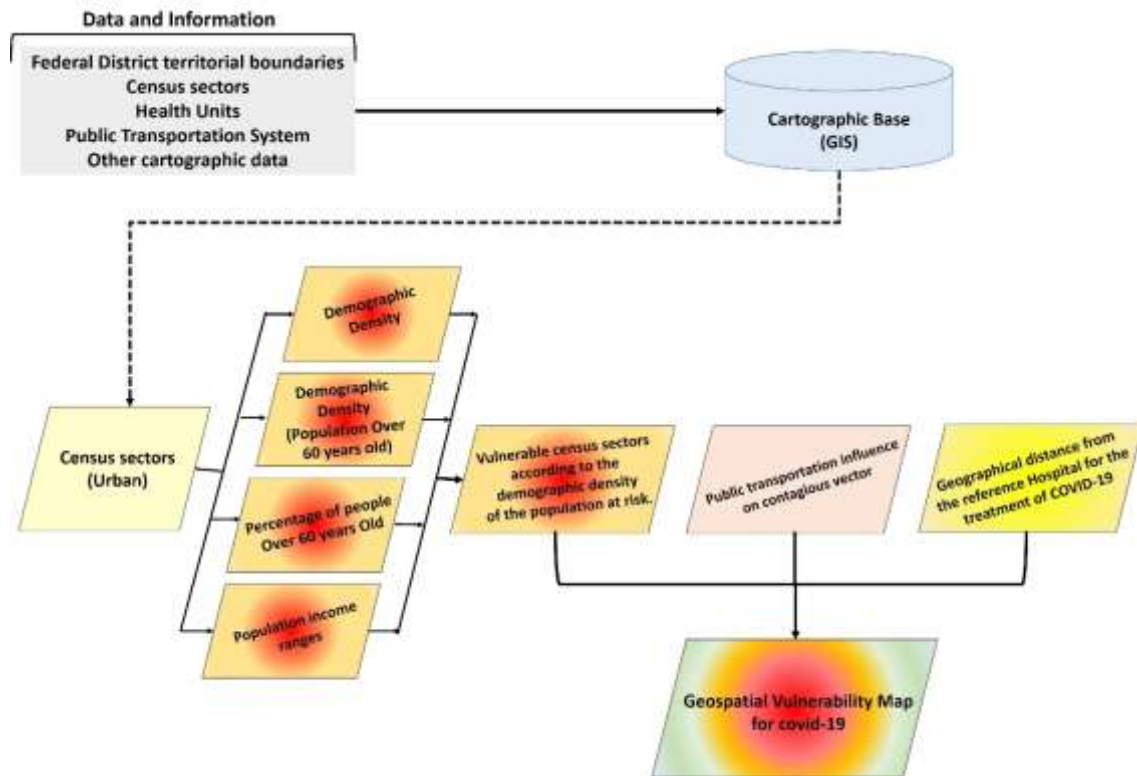 Data and Information
Federal District territorial boundaries
Census sectors
Health Units
Public Transportation System
Other cartographic data
Cartographic Base
(GIS)
Demographic
Density
Demographic
Density
(Population Over
60 years old)
Census sectors
(Urban)
Percentage of people
Over 60 years Old
Population income
ranges
Vulnerable census sectors
according to the
demographic density
of the population at risk.
Public transportation influence
on contagious vector
Geographical distance from
the reference Hospital for the
treatment of COVID-19
Geospatial Vulnerability Map
for covid-19